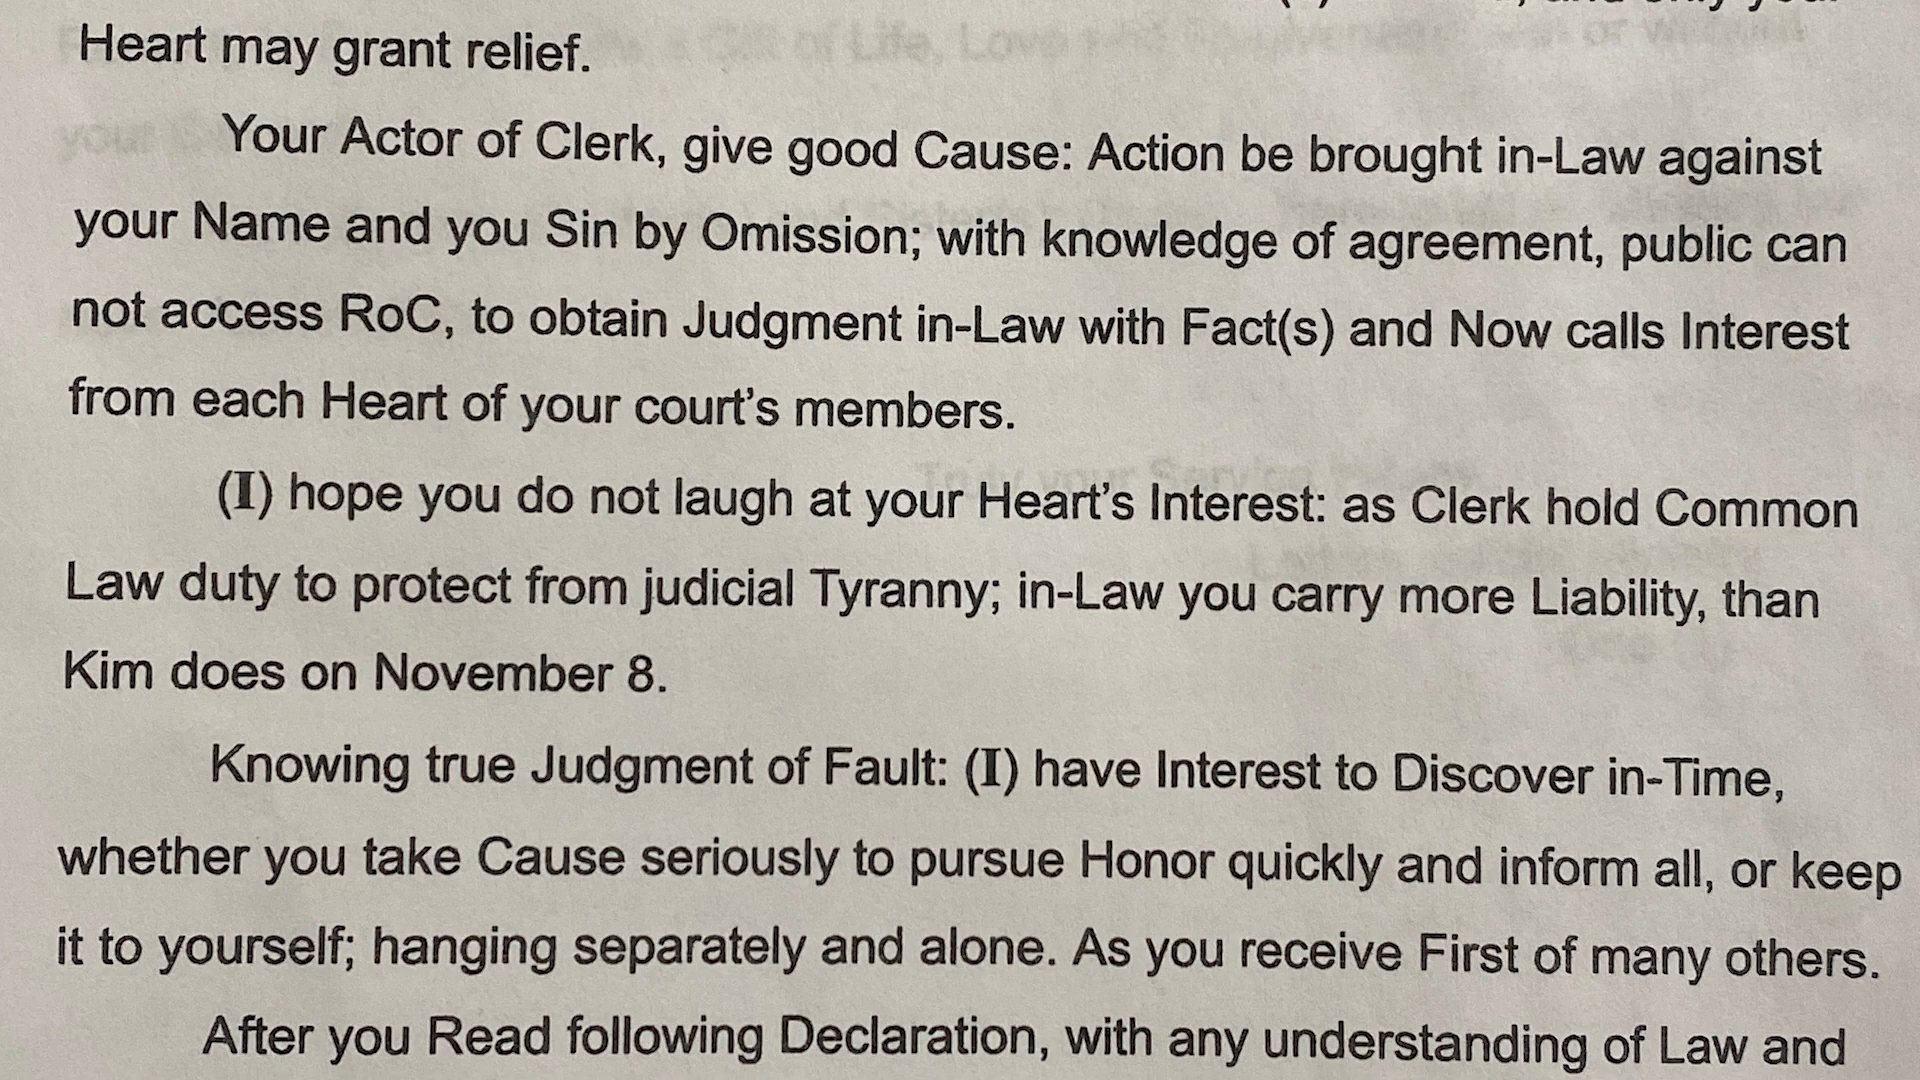 Heart may grant relief.
Your Actor of Clerk, give good Cause: Action be brought in-Law against
your Name and you Sin by Omission; with knowledge of agreement, public can
not access RoC, to obtain Judgment in-Law with Fact(s) and Now calls Interest
from each Heart of your court's members.
(I) hope you do not laugh at your Heart's Interest: as Clerk hold Common
Law duty to protect from judicial Tyranny; in-Law you carry more Liability, than
Kim does on November 8.
Knowing true Judgment of Fault: (I) have Interest to Discover in-Time,
whether you take Cause seriously to pursue Honor quickly and inform all, or keep
it to yourself; hanging separately and alone. As you receive First of many others.
After you Read following Declaration, with any understanding of Law and